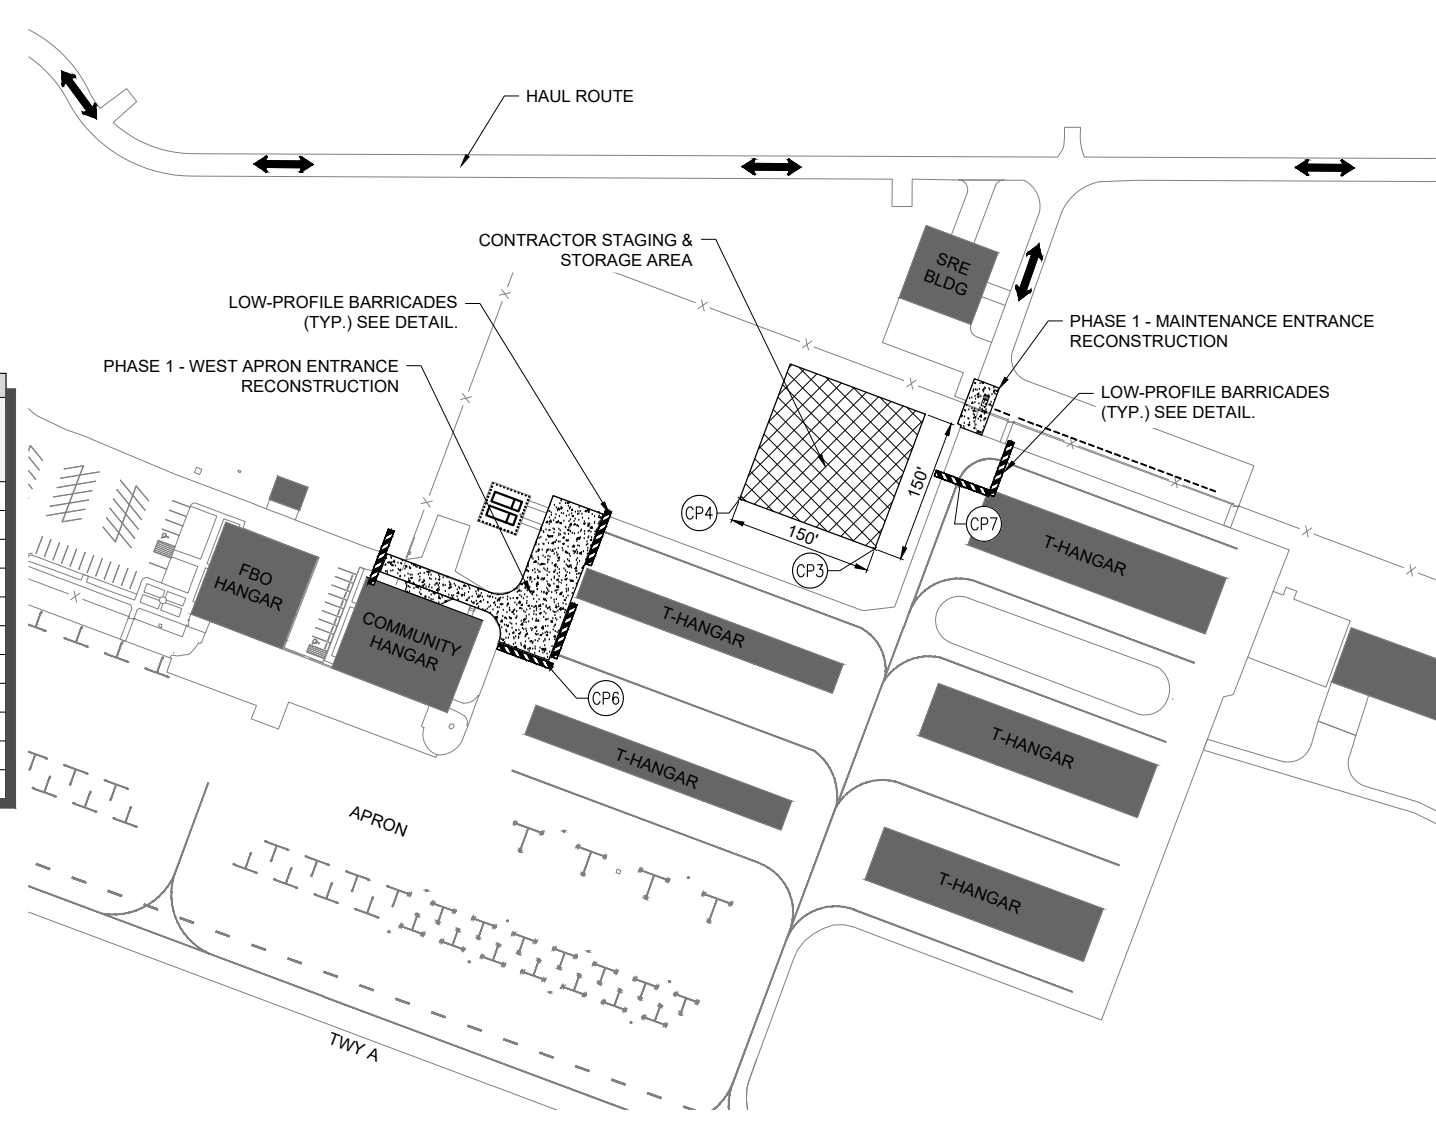 HAUL ROUTE
CONTRACTOR STAGING &
STORAGE AREA
SRE
BLDG
LOW-PROFILE BARRICADES
(TYP.) SEE DETAIL.
PHASE 1 - MAINTENANCE ENTRANCE
RECONSTRUCTION
PHASE 1 - WEST APRON ENTRANCE
RECONSTRUCTION
LOW-PROFILE BARRICADES
(TYP.) SEE DETAIL.
150'
150'
CP4
CP3
CP7
T-HANGAR
FBO
HANGAR
COMMUNITY
HANGAR
T-HANGAR
CP6
T-HANGAR
T-HANGAR
APRON
T-HANGAR
TWY A